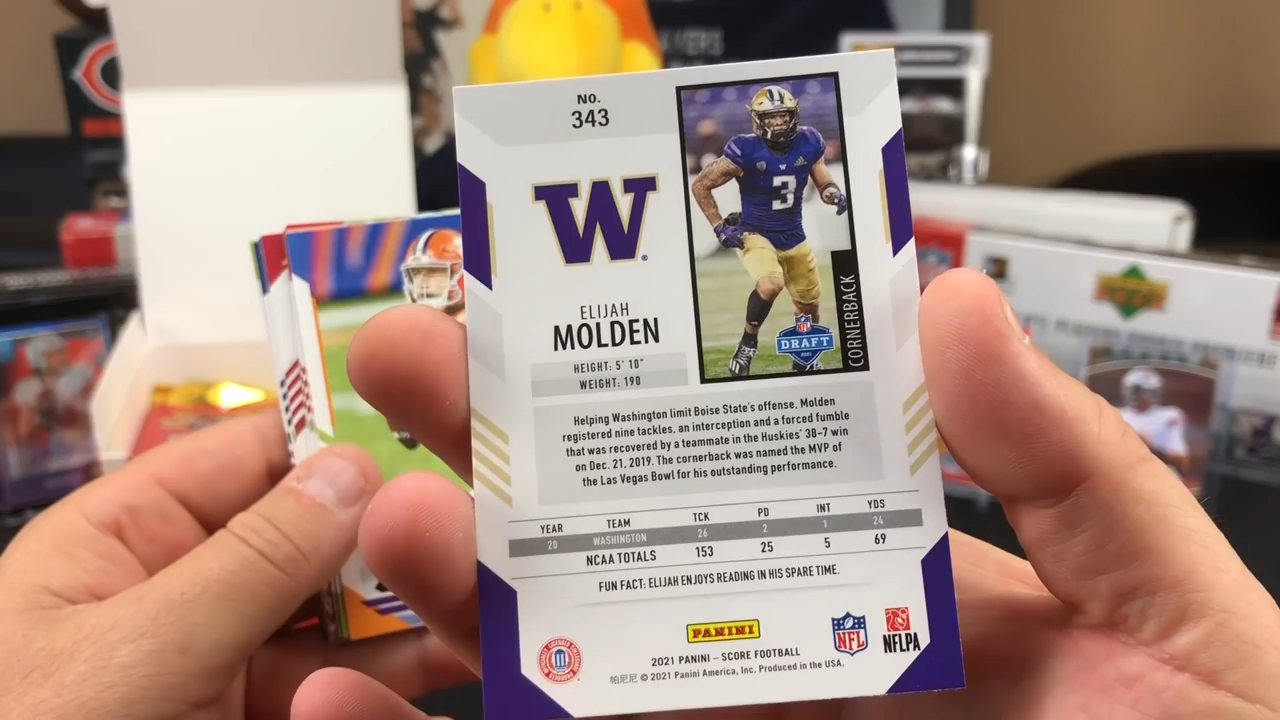 No.
343
W
ELIJAH
MOLDEN
HEIGHT: 5' 10"
WEIGHT: 190
3
DRAFT
CORNERBACK
Helping Washington limit Boise State's offense, Molden
registered nine tackles, an interception and a forced fumble
that was recovered by a teammate in the Huskies' 38-7 win
on Dec. 21, 2019. The cornerback was named the MVP of
the Las Vegas Bowl for his outstanding performance.
YEAR TEAM TCK PD INT YDS
20 WASHINGTON 26 2 1 24
NCAA TOTALS 153 25 5 69
FUN FACT: ELIJAH ENJOYS READING IN HIS SPARE TIME.
PANINI
NFL
NFLPA
2021 PANINI – SCORE FOOTBALL
帕尼尼 © 2021 Panini America, Inc. Produced in the USA.